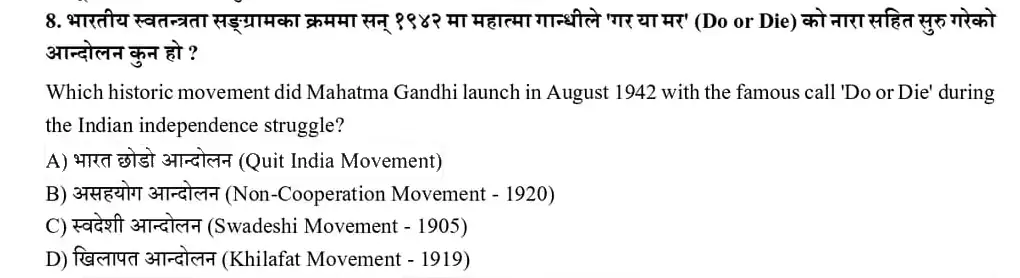 8. भारतीय स्वतन्त्रता सङ्ग्रामका क्रममा सन् १९४२ मा महात्मा गान्धीले 'गर या मर' (Do or Die) को नारा सहित सुरु गरेको
आन्दोलन कुन हो ?
Which historic movement did Mahatma Gandhi launch in August 1942 with the famous call 'Do or Die' during
the Indian independence struggle?
A) भारत छोडो आन्दोलन (Quit India Movement)
B) असहयोग आन्दोलन (Non-Cooperation Movement - 1920)
C) स्वदेशी आन्दोलन (Swadeshi Movement - 1905)
D) खिलापत आन्दोलन (Khilafat Movement - 1919)